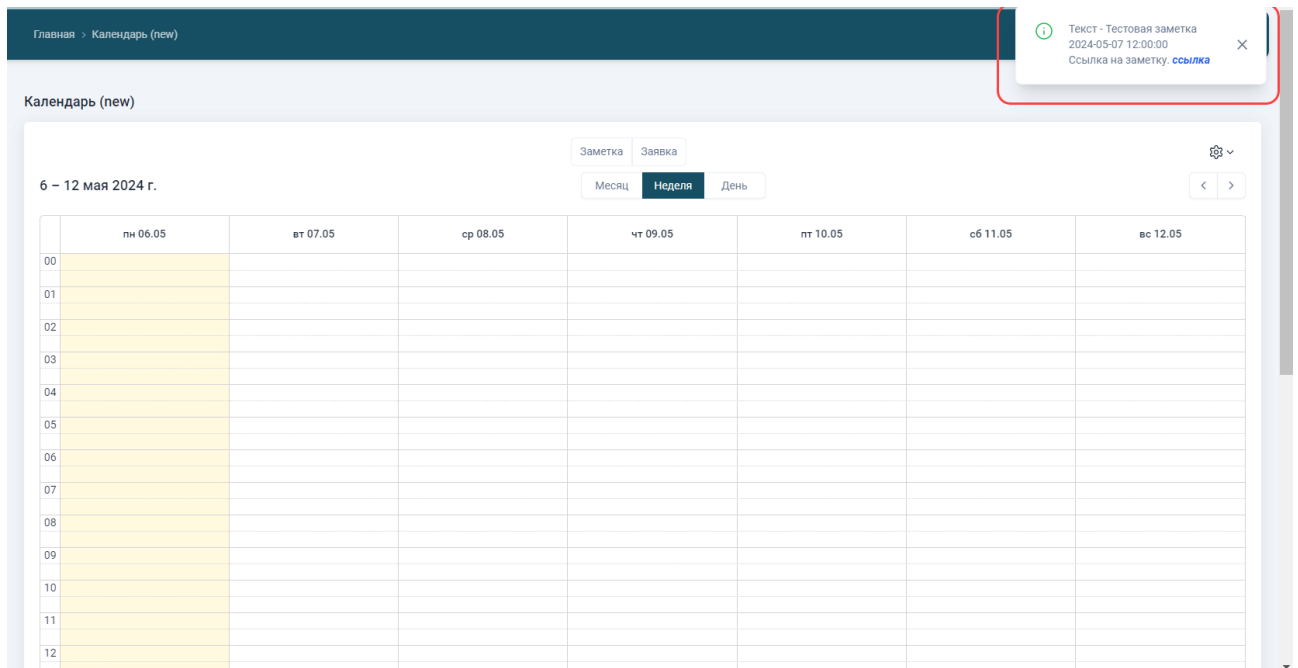 Главная > Календарь (new)
Текст - Тестовая заметка
2024-05-07 12:00:00
Ссылка на заметку. ссылка
Календарь (new)
Заметка Заявка
6 – 12 мая 2024 г.
Месяц Неделя День
пн 06.05 вт 07.05 ср 08.05 чт 09.05 пт 10.05 сб 11.05 вс 12.05
00
01
02
03
04
05
06
07
08
09
10
11
12